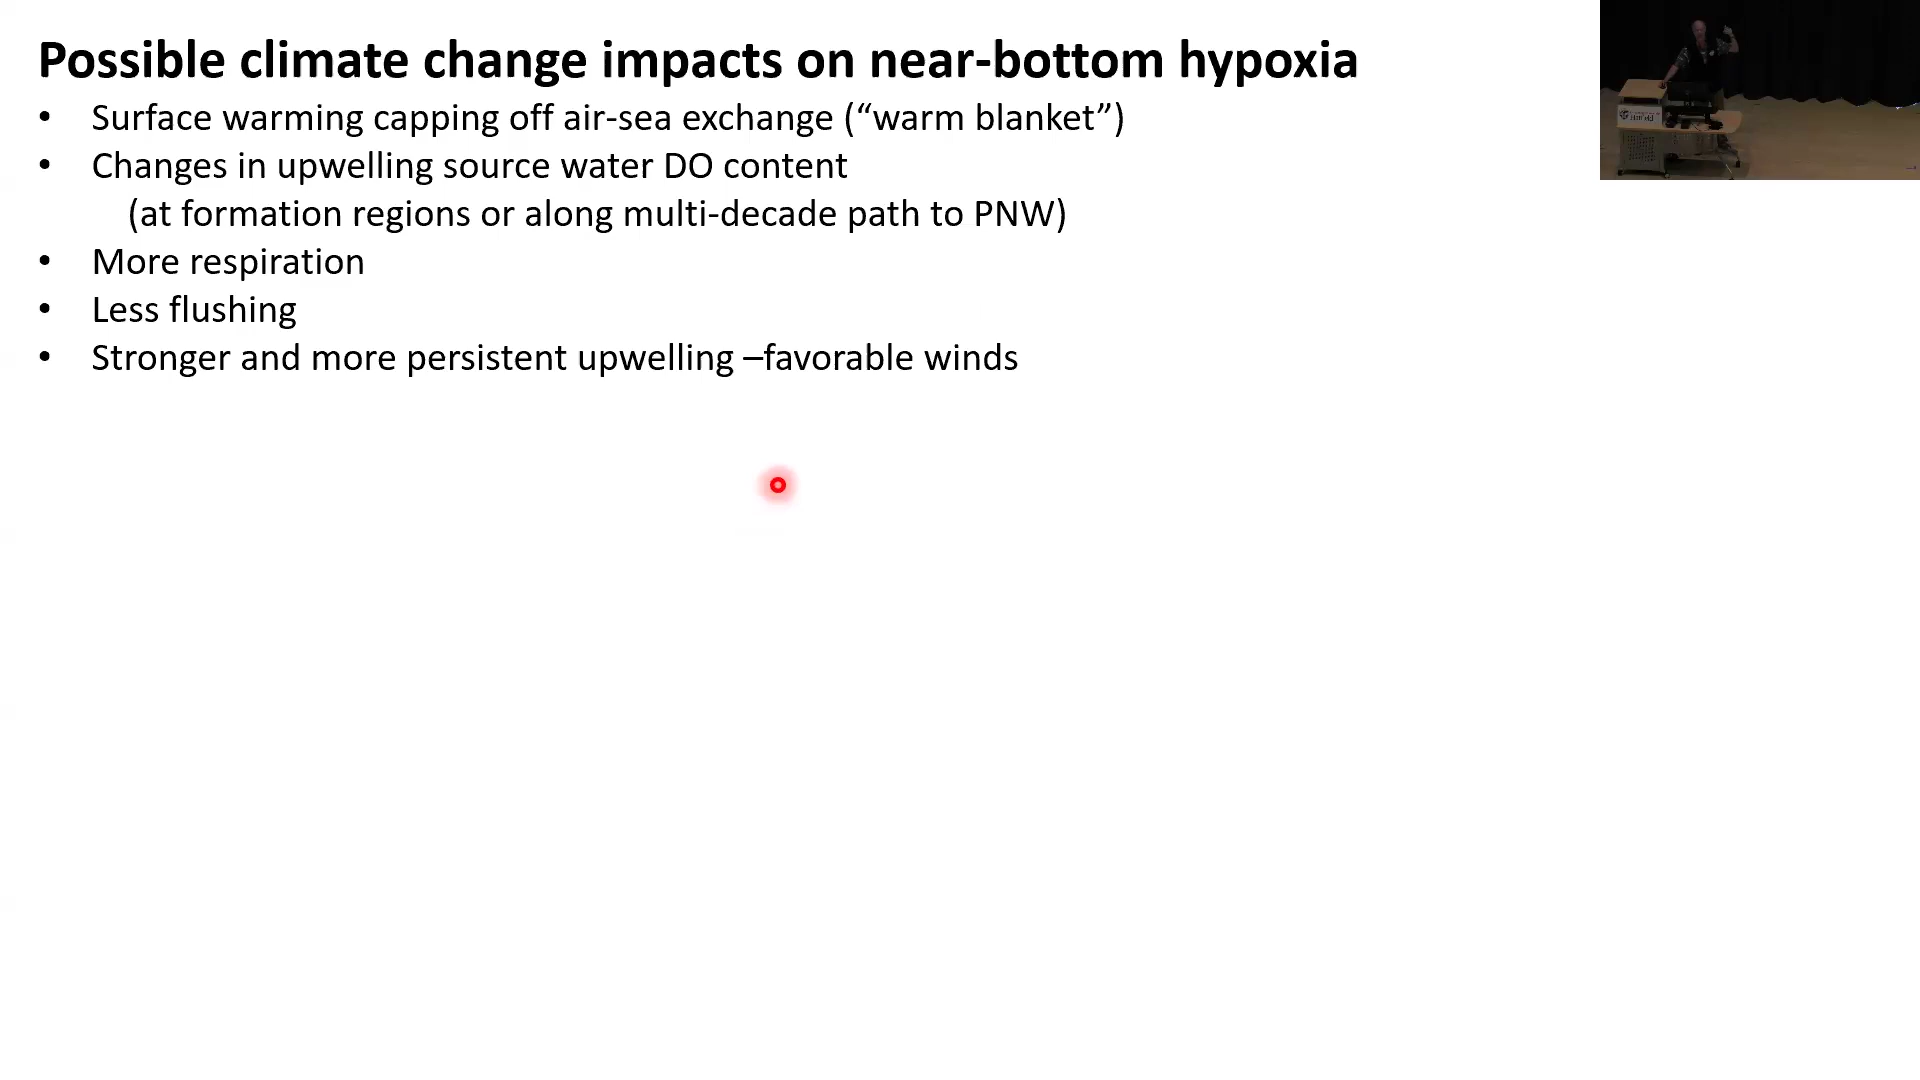 Possible climate change impacts on near-bottom hypoxia
• Surface warming capping off air-sea exchange (“warm blanket”)
• Changes in upwelling source water DO content
(at formation regions or along multi-decade path to PNW)
• More respiration
• Less flushing
• Stronger and more persistent upwelling –favorable winds